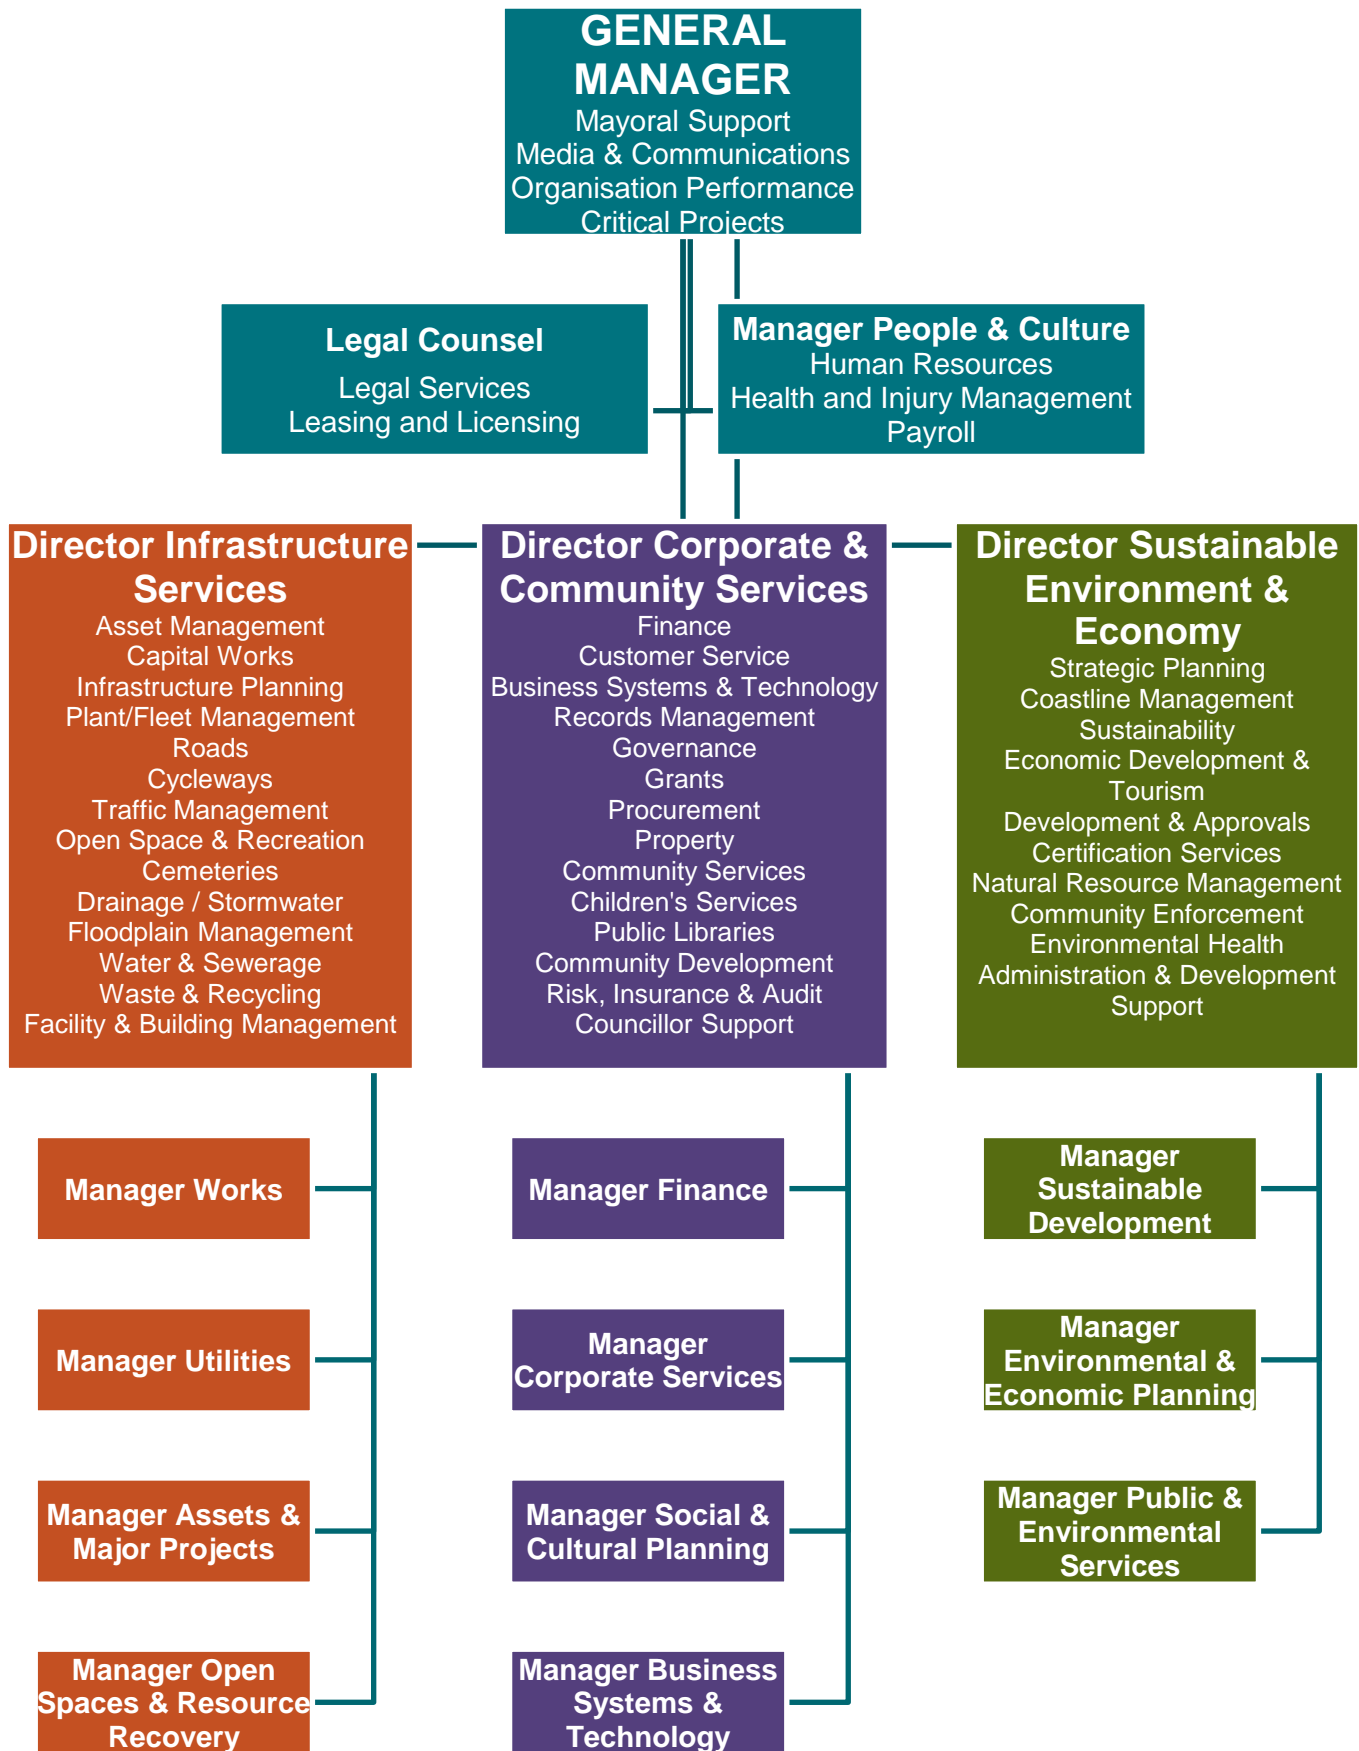 GENERAL
MANAGER
Mayoral Support
Media & Communications
Organisation Performance
Critical Projects
Legal Counsel
Legal Services
Leasing and Licensing
Manager People & Culture
Human Resources
Health and Injury Management
Payroll
Director Infrastructure
Services
Asset Management
Capital Works
Infrastructure Planning
Plant/Fleet Management
Roads
Cycleways
Traffic Management
Open Space & Recreation
Cemeteries
Drainage / Stormwater
Floodplain Management
Water & Sewerage
Waste & Recycling
Facility & Building Management
Director Corporate &
Community Services
Finance
Customer Service
Business Systems & Technology
Records Management
Governance
Grants
Procurement
Property
Community Services
Children's Services
Public Libraries
Community Development
Risk, Insurance & Audit
Councillor Support
Director Sustainable
Environment &
Economy
Strategic Planning
Coastline Management
Sustainability
Economic Development &
Tourism
Development & Approvals
Certification Services
Natural Resource Management
Community Enforcement
Environmental Health
Administration & Development
Support
Manager Works
Manager Utilities
Manager Assets &
Major Projects
Manager Open
Spaces & Resource
Recovery
Manager Finance
Manager
Corporate Services
Manager Social &
Cultural Planning
Manager Business
Systems &
Technology
Manager
Sustainable
Development
Manager
Environmental &
Economic Planning
Manager Public &
Environmental
Services